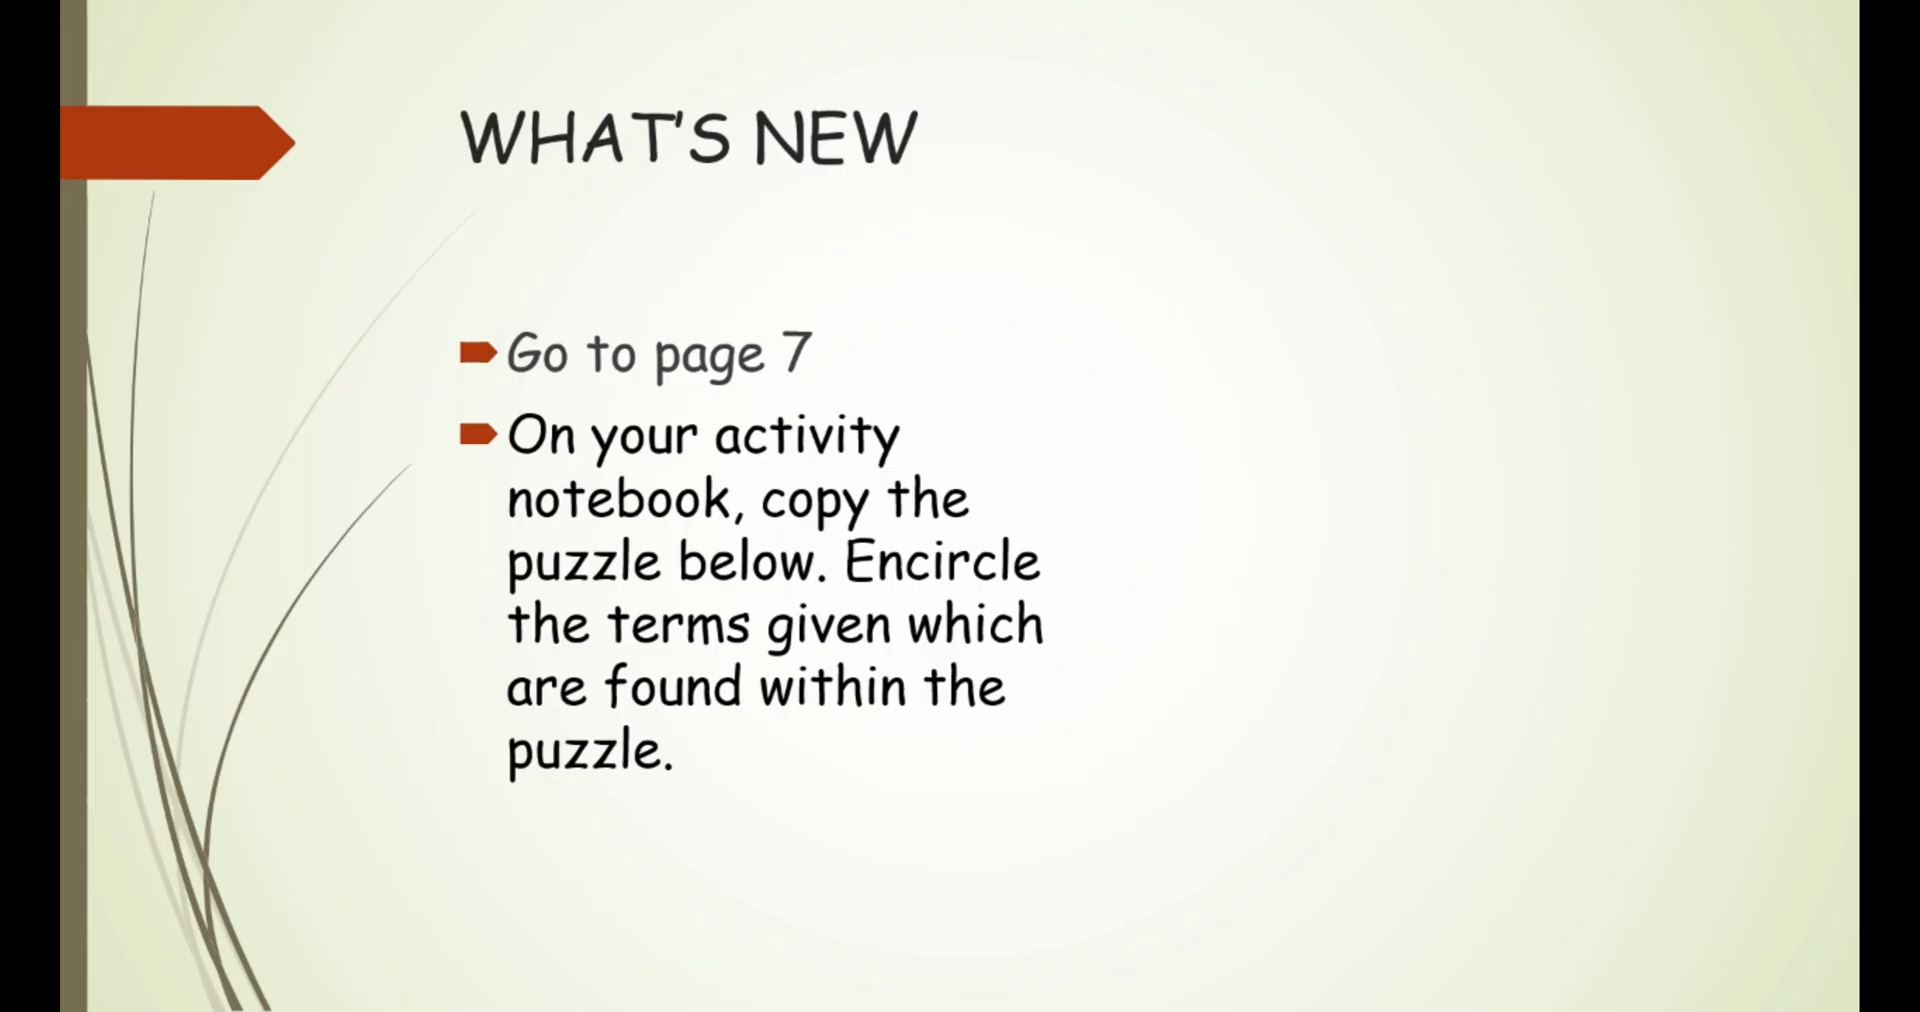 WHAT'S NEW
Go to page 7
On your activity
notebook, copy the
puzzle below. Encircle
the terms given which
are found within the
puzzle.